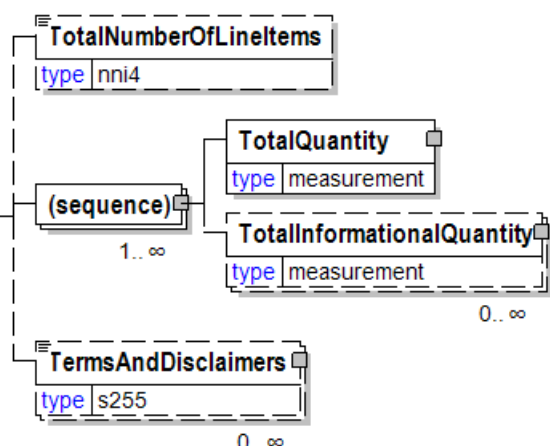 TotalNumberOfLineItems
type nni4
TotalQuantity
type measurement
(sequence)
1.. ∞
TotalInformationalQuantity
type measurement
0.. ∞
TermsAndDisclaimers
type s255
0.. ∞